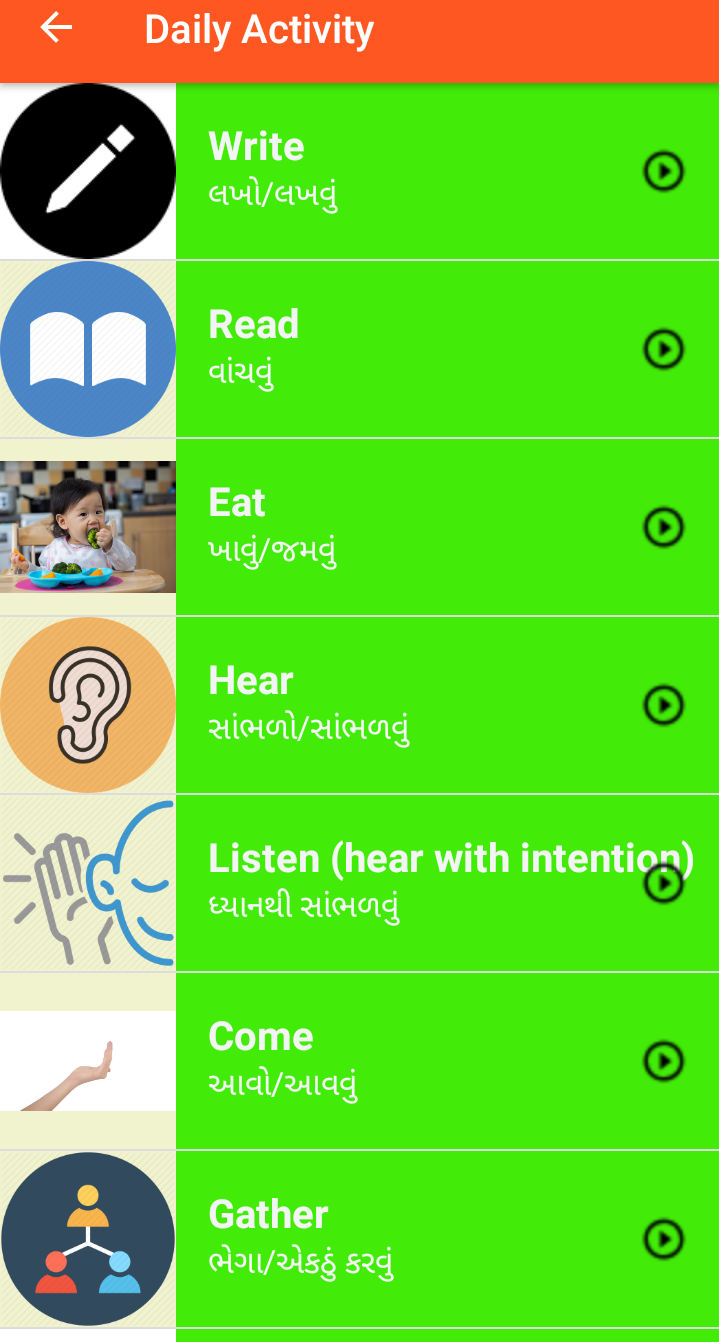 Daily Activity
Write
લખો/લખવું
Read
વાંચવું
Eat
ખાવું/જમવું
Hear
સાંભળો/સાંભળવું
Listen (hear with intention)
ધ્યાનથી સાંભળવું
Come
આવો/આવવું
Gather
ભેગા/એકઠું કરવું